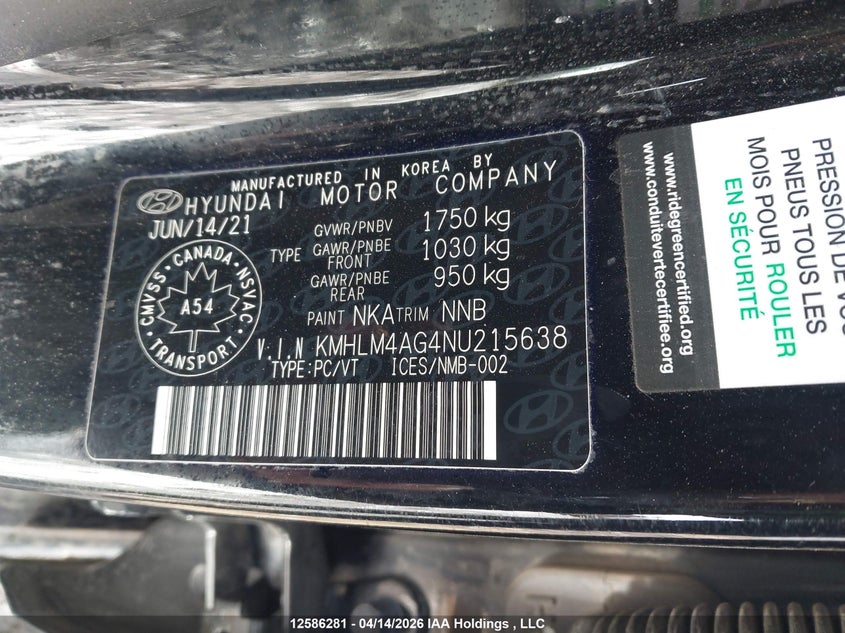 MANUFACTURED IN KOREA BY
HYUNDAI MOTOR COMPANY
JUN/14/21
GVWR/PNBV 1750 kg
TYPE GAWR/PNBE FRONT 1030 kg
GAWR/PNBE REAR 950 kg
PAINT NKA TRIM NNB
V.I.N KMHLM4AG4NU215638
TYPE:PC/VT ICES/NMB-002
CMVSS · CANADA · NSVAC
A54
TRANSPORT
www.ridegreencertified.org
www.conduitevertecertifiee.org
PRESSION DE
PNEUS TOUS LES
MOIS POUR ROULER
EN SÉCURITÉ
12586281 - 04/14/2026 IAA Holdings , LLC